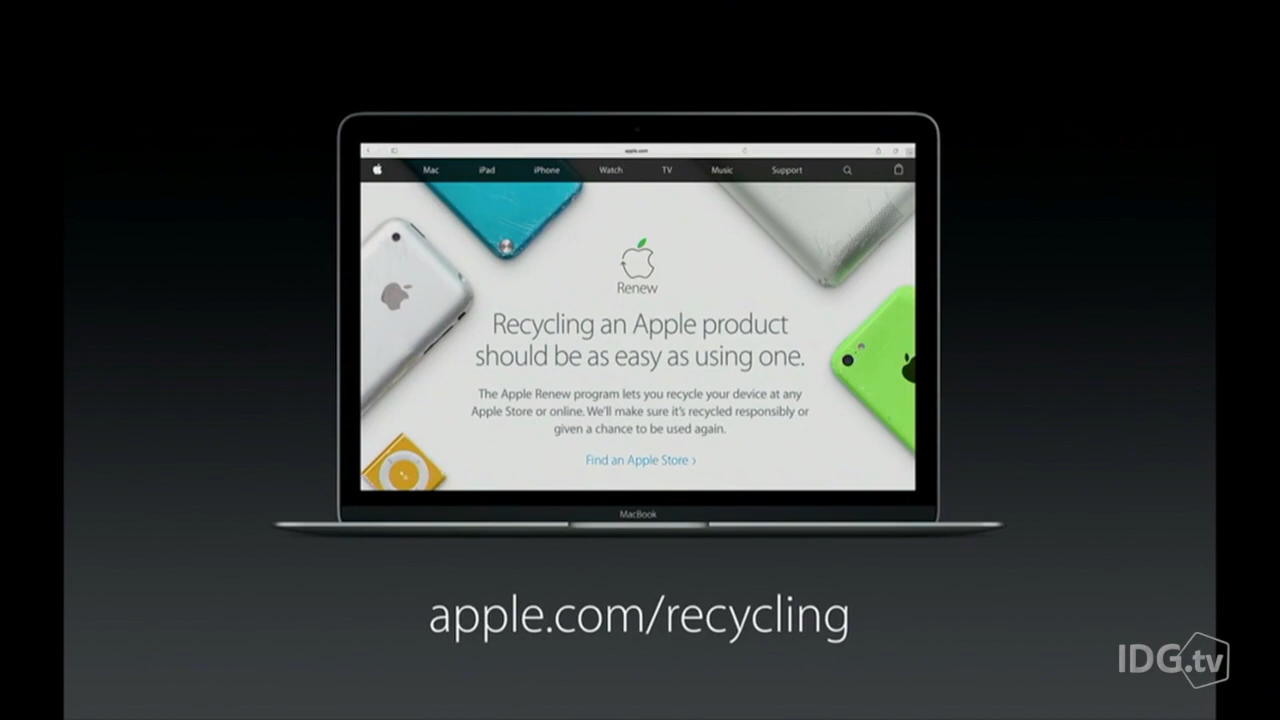 apple.com
Mac iPad iPhone Watch TV Music Support
Renew
Recycling an Apple product
should be as easy as using one.
The Apple Renew program lets you recycle your device at any
Apple Store or online. We'll make sure it's recycled responsibly or
given a chance to be used again.
Find an Apple Store ›
MacBook
apple.com/recycling
IDG.tv